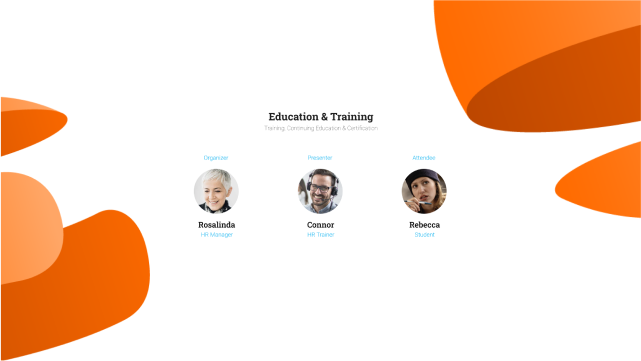 Education & Training
Training, Continuing Education & Certification
Organizer
Presenter
Attendee
Rosalinda
Connor
Rebecca
HR Manager
HR Trainer
Student